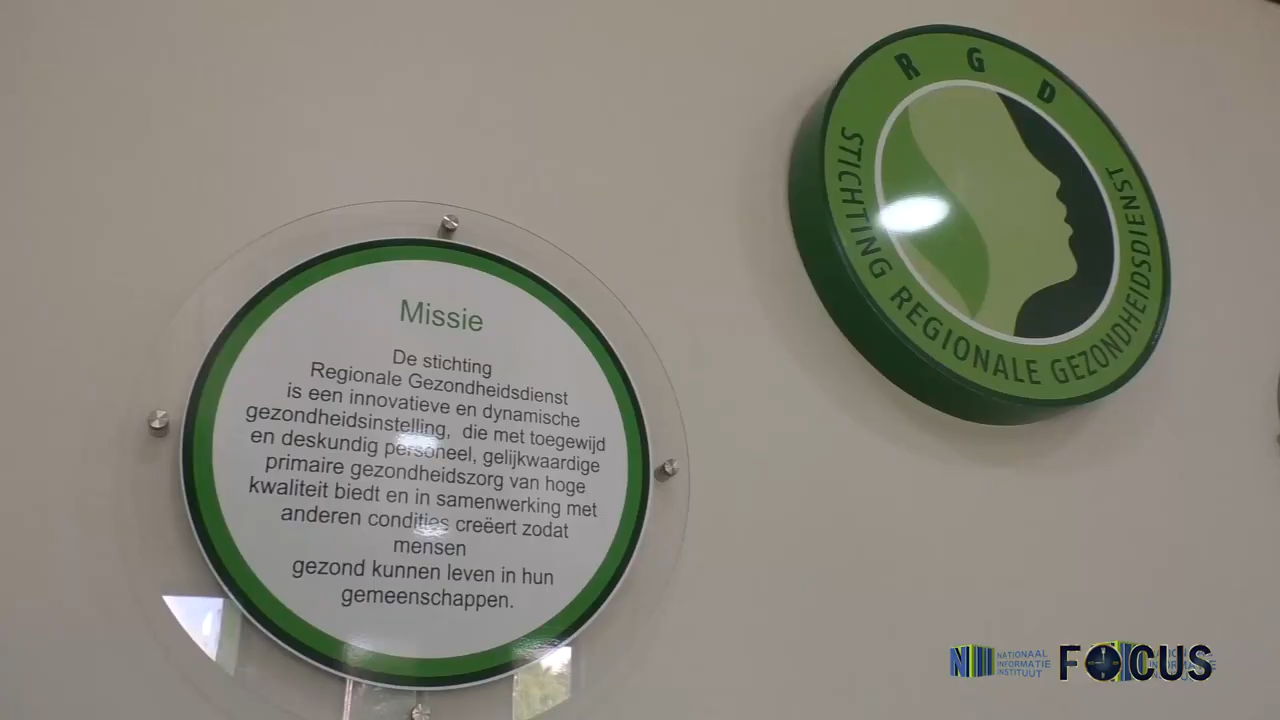 Missie
De stichting
Regionale Gezondheidsdienst
is een innovatieve en dynamische
gezondheidsinstelling, die met toegewijd
en deskundig personeel, gelijkwaardige
primaire gezondheidszorg van hoge
kwaliteit biedt en in samenwerking met
anderen condities creëert zodat
mensen
gezond kunnen leven in hun
gemeenschappen.
R G D
STICHTING REGIONALE GEZONDHEIDSDIENST
NATIONAAL
INFORMATIE
INSTITUUT
FOCUS